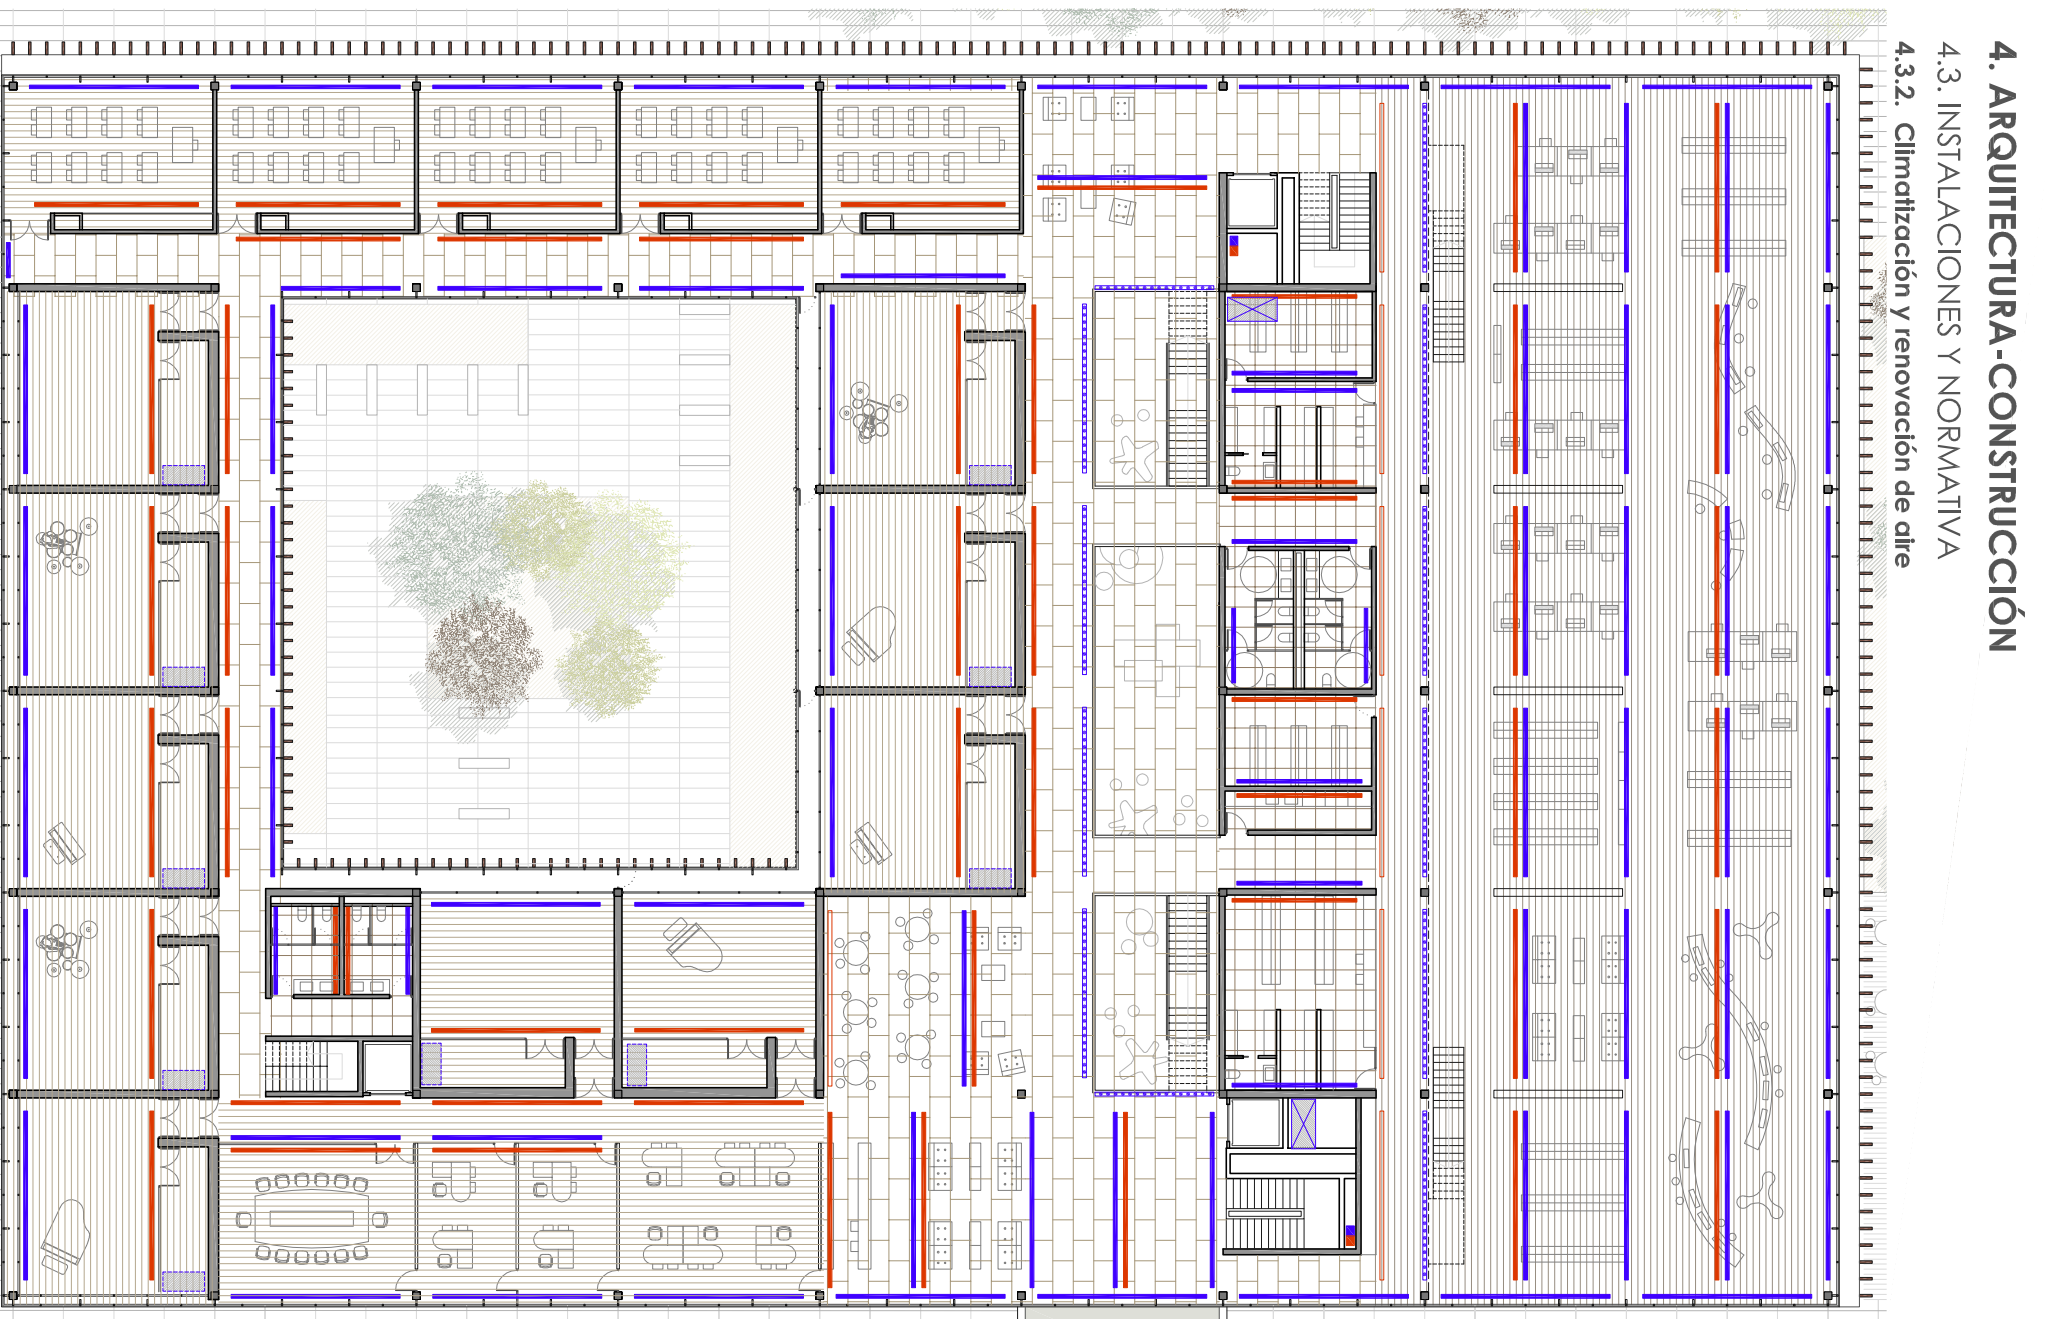 4. ARQUITECTURA-CONSTRUCCIÓN
4.3. INSTALACIONES Y NORMATIVA
4.3.2. Climatización y renovación de aire